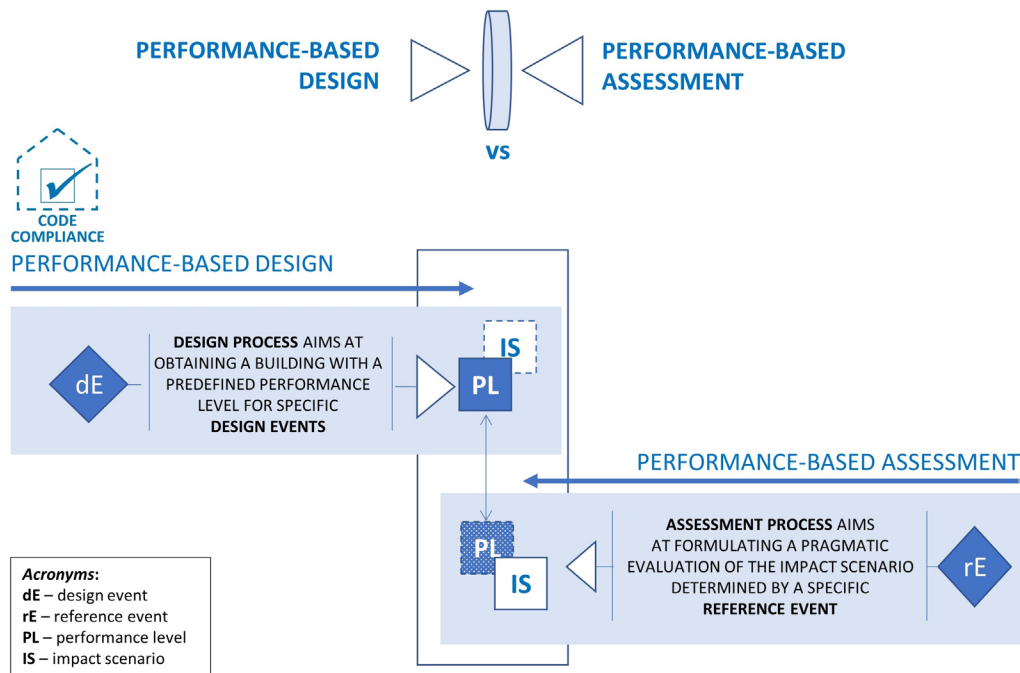 PERFORMANCE-BASED
DESIGN
PERFORMANCE-BASED
ASSESSMENT
vs
CODE
COMPLIANCE
PERFORMANCE-BASED DESIGN
dE
DESIGN PROCESS AIMS AT
OBTAINING A BUILDING WITH A
PREDEFINED PERFORMANCE
LEVEL FOR SPECIFIC
DESIGN EVENTS
IS
PL
PERFORMANCE-BASED ASSESSMENT
PL
IS
ASSESSMENT PROCESS AIMS
AT FORMULATING A PRAGMATIC
EVALUATION OF THE IMPACT SCENARIO
DETERMINED BY A SPECIFIC
REFERENCE EVENT
rE
Acronyms:
dE – design event
rE – reference event
PL – performance level
IS – impact scenario